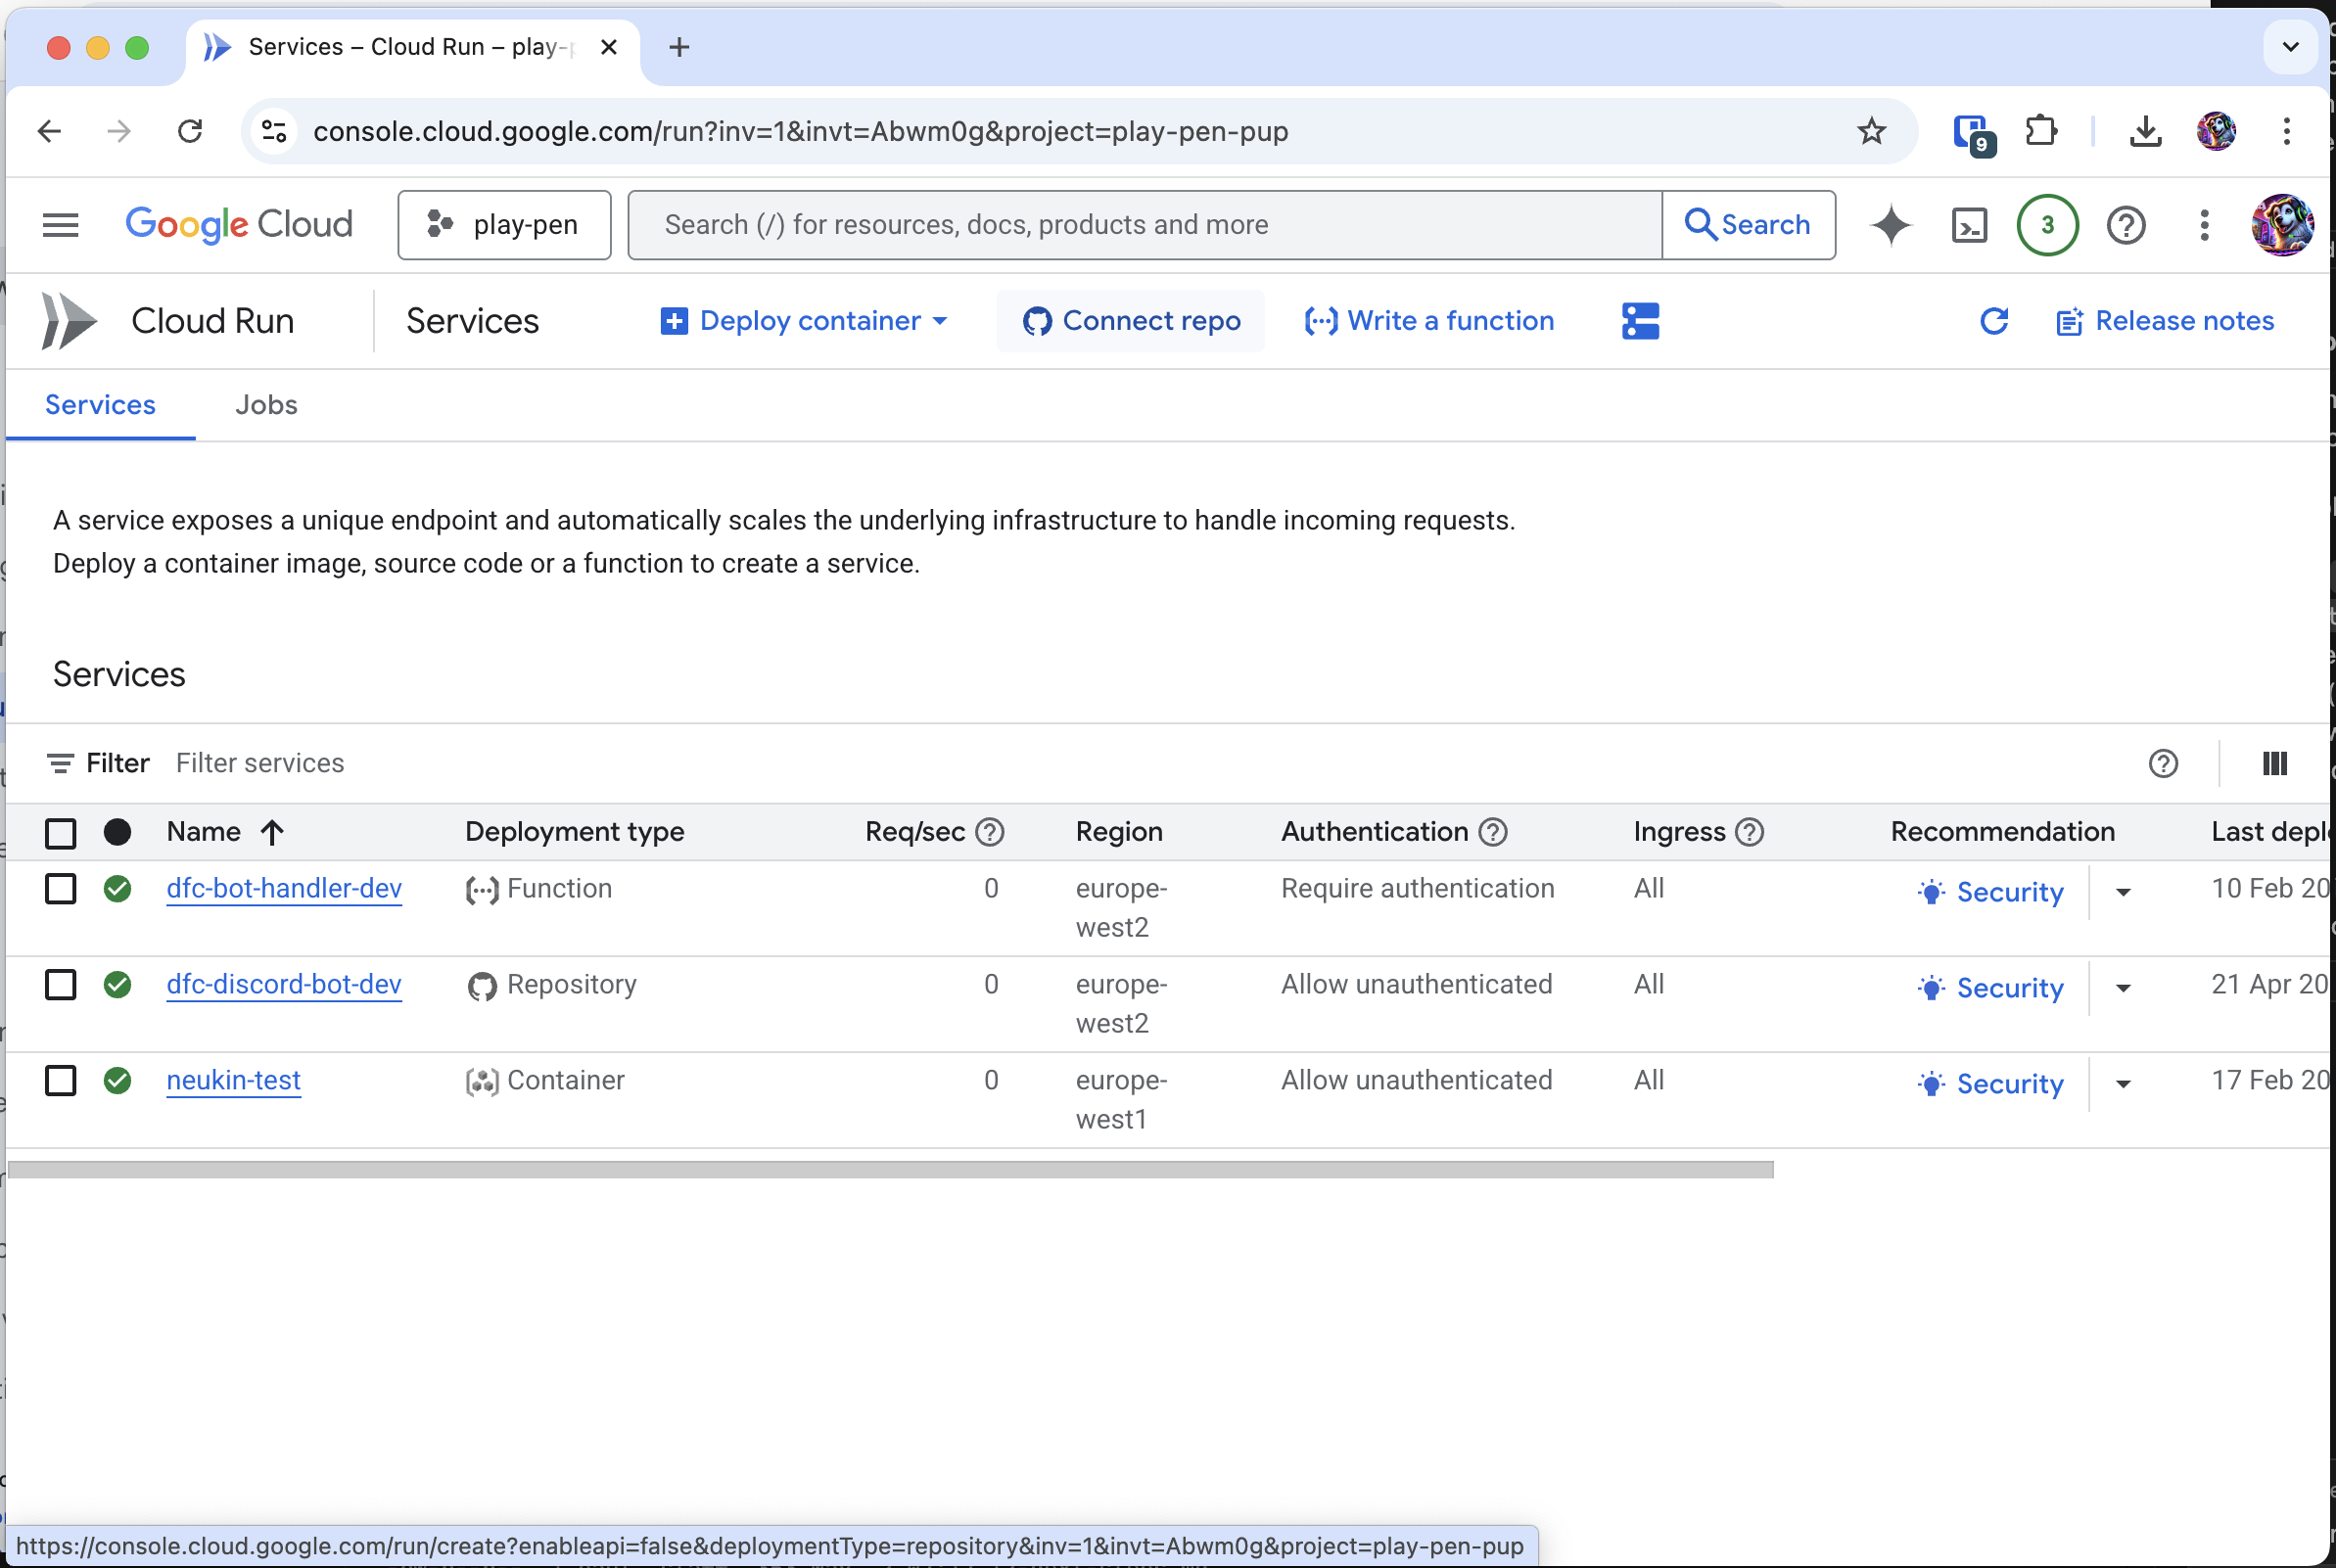 Services – Cloud Run – play-p
console.cloud.google.com/run?inv=1&invt=Abwm0g&project=play-pen-pup
9
Google Cloud
play-pen
Search (/) for resources, docs, products and more
Search
3
Cloud Run
Services
Deploy container
Connect repo
Write a function
Release notes
Services
Jobs
A service exposes a unique endpoint and automatically scales the underlying infrastructure to handle incoming requests.
Deploy a container image, source code or a function to create a service.
Services
Filter Filter services
Name Deployment type Req/sec Region Authentication Ingress Recommendation Last depl
dfc-bot-handler-dev Function 0 europe- Require authentication All Security 10 Feb 20
west2
dfc-discord-bot-dev Repository 0 europe- Allow unauthenticated All Security 21 Apr 20
west2
neukin-test Container 0 europe- Allow unauthenticated All Security 17 Feb 20
west1
https://console.cloud.google.com/run/create?enableapi=false&deploymentType=repository&inv=1&invt=Abwm0g&project=play-pen-pup